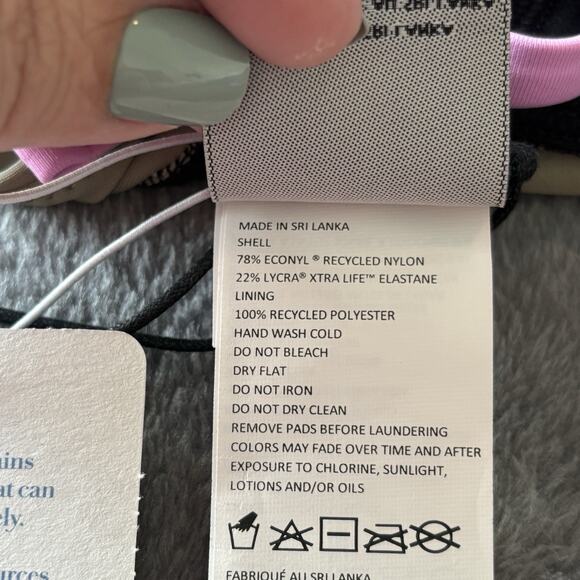 AU SRI LANKA
SRI LANKA
MADE IN SRI LANKA
SHELL
78% ECONYL ® RECYCLED NYLON
22% LYCRA® XTRA LIFE™ ELASTANE
LINING
100% RECYCLED POLYESTER
HAND WASH COLD
DO NOT BLEACH
DRY FLAT
DO NOT IRON
DO NOT DRY CLEAN
REMOVE PADS BEFORE LAUNDERING
COLORS MAY FADE OVER TIME AND AFTER
EXPOSURE TO CHLORINE, SUNLIGHT,
LOTIONS AND/OR OILS
FABRIQUÉ AU SRI LANKA
ains
at can
ely.
urces